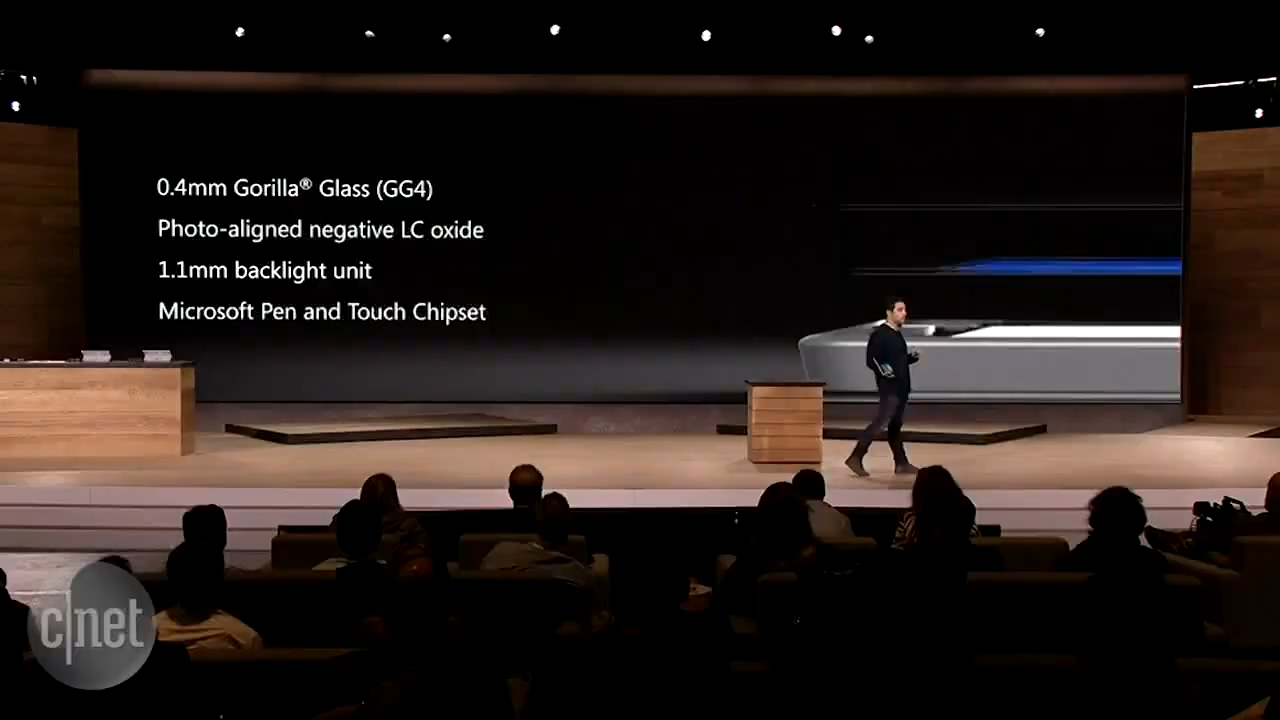 0.4mm Gorilla® Glass (GG4)
Photo-aligned negative LC oxide
1.1mm backlight unit
Microsoft Pen and Touch Chipset
c|net